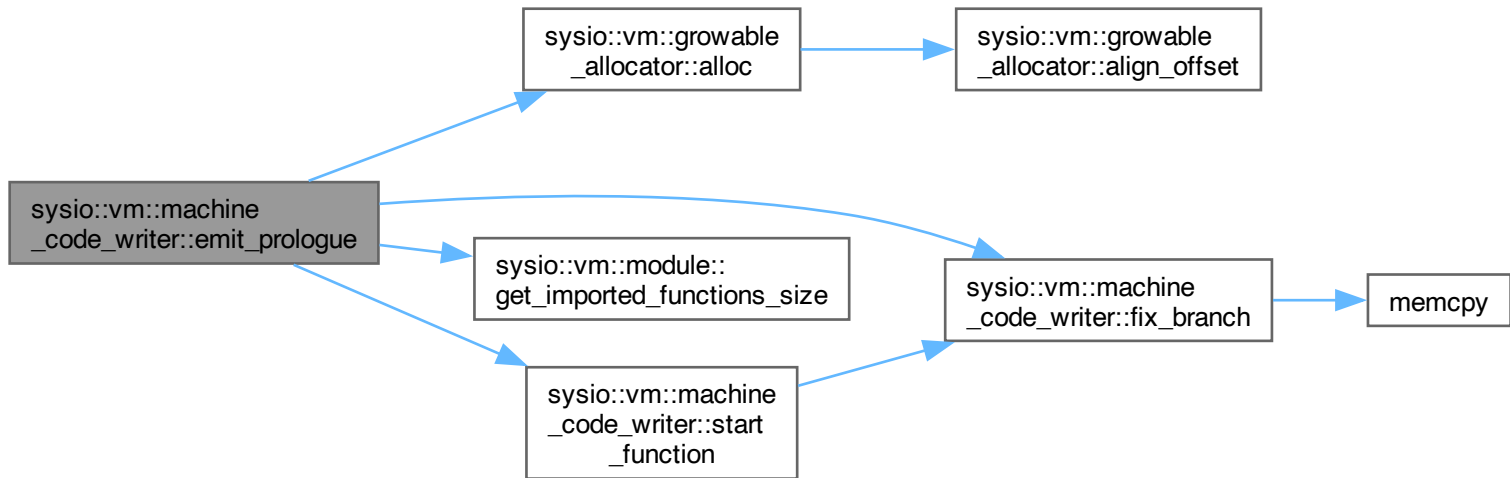 sysio::vm::machine
_code_writer::emit_prologue
sysio::vm::growable
_allocator::alloc
sysio::vm::growable
_allocator::align_offset
sysio::vm::module::
get_imported_functions_size
sysio::vm::machine
_code_writer::start
_function
sysio::vm::machine
_code_writer::fix_branch
memcpy